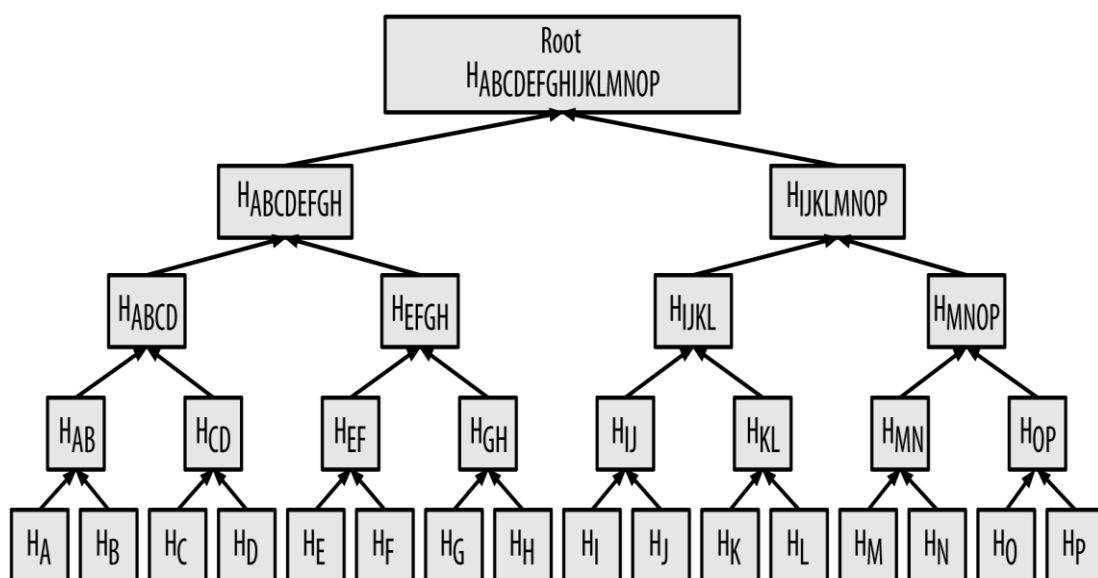 Root
HABCDEFGHIJKLMNOP
HABCDEFGH
HIJKLMNOP
HABCD
HEFGH
HIJKL
HMNOP
HAB
HCD
HEF
HGH
HIJ
HKL
HMN
HOP
HA
HB
HC
HD
HE
HF
HG
HH
HI
HJ
HK
HL
HM
HN
HO
HP